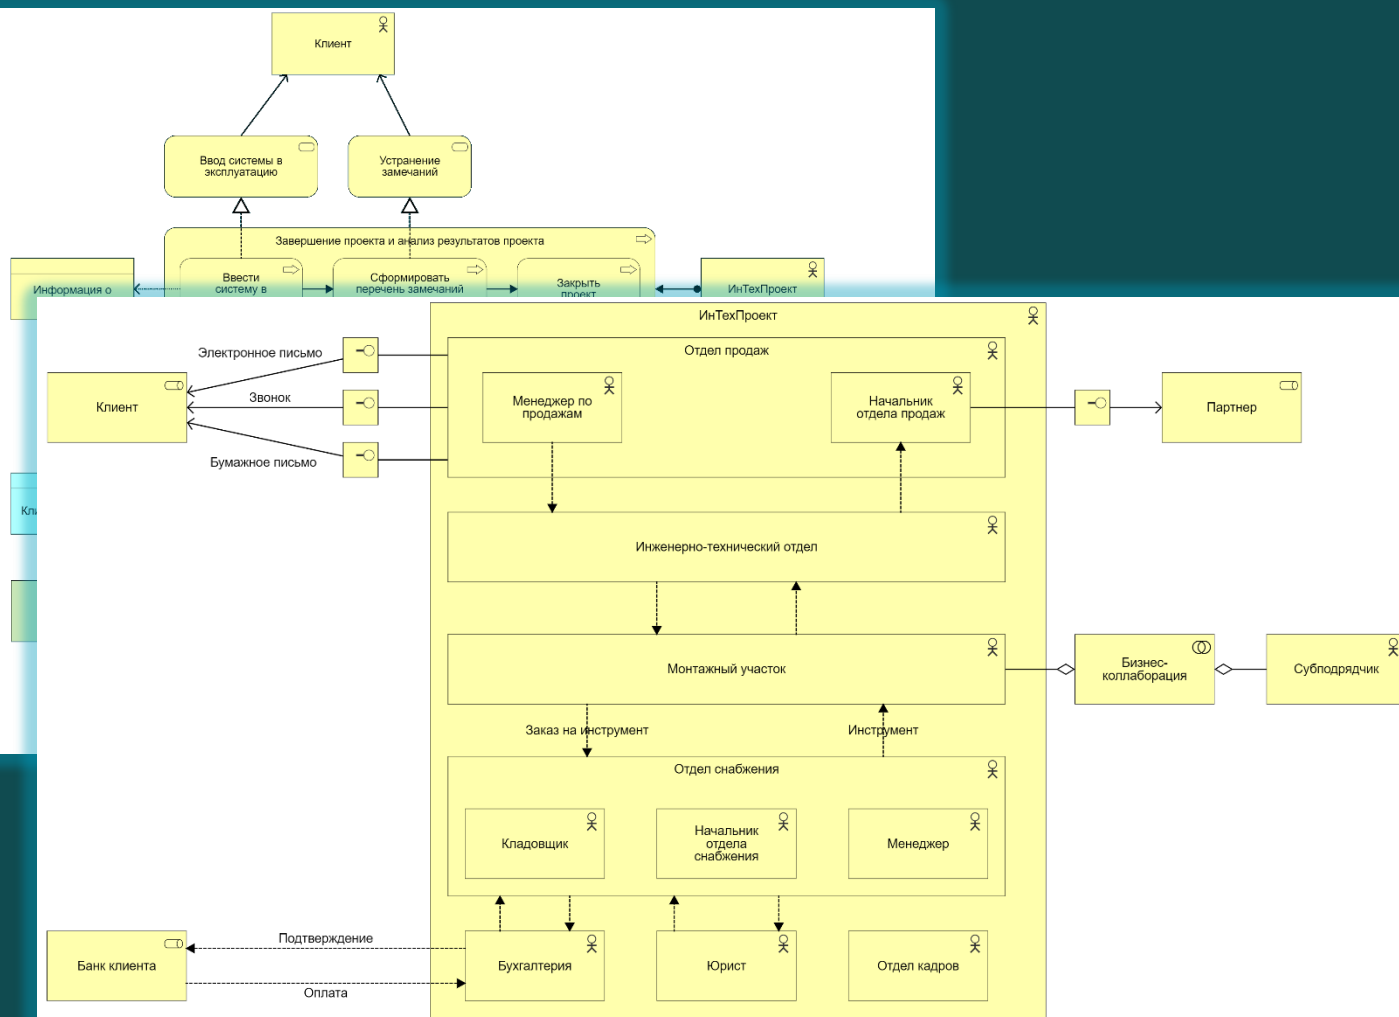 Клиент
Ввод системы в
эксплуатацию
Устранение
замечаний
Завершение проекта и анализ результатов проекта
Ввести
систему в
Сформировать
перечень замечаний
Закрыть
проект
Информация о
ИнТехПроект
ИнТехПроект
Отдел продаж
Электронное письмо
Звонок
Бумажное письмо
Клиент
Менеджер по
продажам
Начальник
отдела продаж
Партнер
Инженерно-технический отдел
Монтажный участок
Бизнес-
коллаборация
Субподрядчик
Заказ на инструмент
Инструмент
Отдел снабжения
Кладовщик
Начальник
отдела
снабжения
Менеджер
Подтверждение
Оплата
Банк клиента
Бухгалтерия
Юрист
Отдел кадров